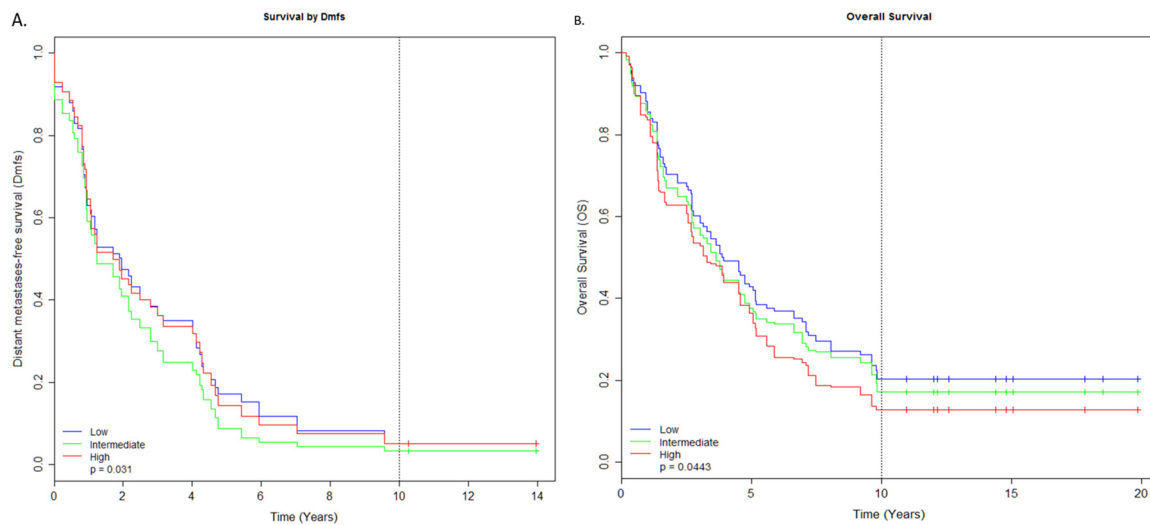 A.
Survival by Dmfs
Distant metastases-free survival (Dmfs)
1.0
0.8
0.6
0.4
0.2
0.0
Low
Intermediate
High
p = 0.031
0 2 4 6 8 10 12 14
Time (Years)
B.
Overall Survival
Overall Survival (OS)
1.0
0.8
0.6
0.4
0.2
0.0
Low
Intermediate
High
p = 0.0443
0 5 10 15 20
Time (Years)